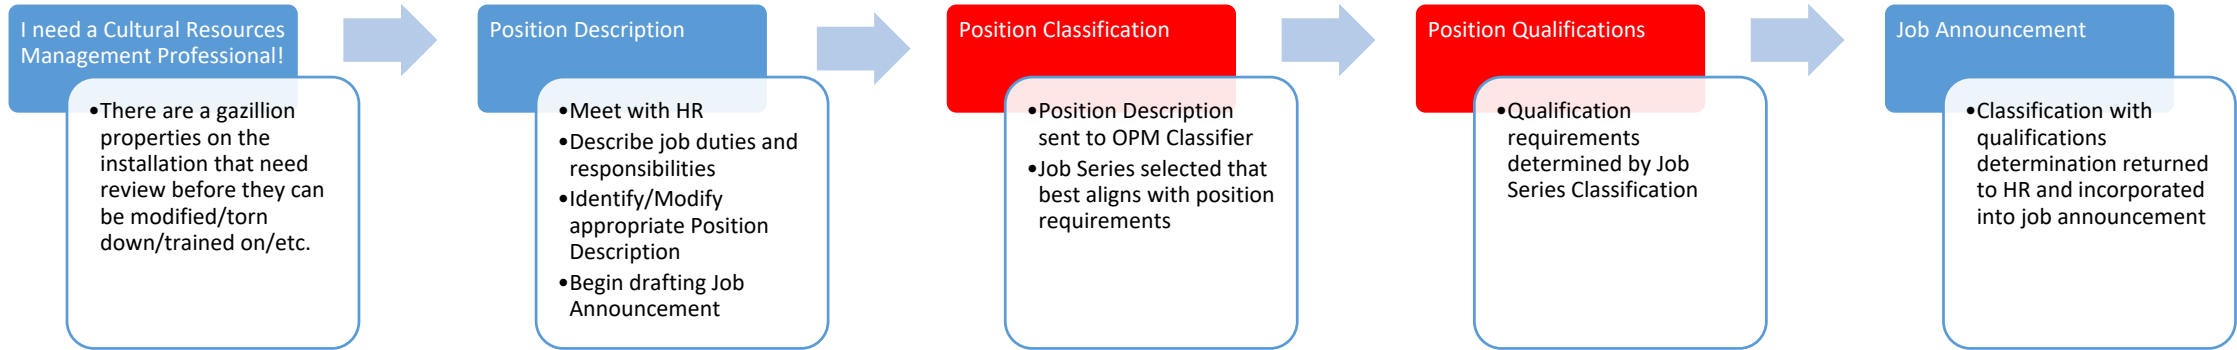 I need a Cultural Resources
Management Professional!
•There are a gazillion
properties on the
installation that need
review before they can
be modified/torn
down/trained on/etc.
Position Description
•Meet with HR
•Describe job duties and
responsibilities
•Identify/Modify
appropriate Position
Description
•Begin drafting Job
Announcement
Position Classification
•Position Description
sent to OPM Classifier
•Job Series selected that
best aligns with position
requirements
Position Qualifications
•Qualification
requirements
determined by Job
Series Classification
Job Announcement
•Classification with
qualifications
determination returned
to HR and incorporated
into job announcement